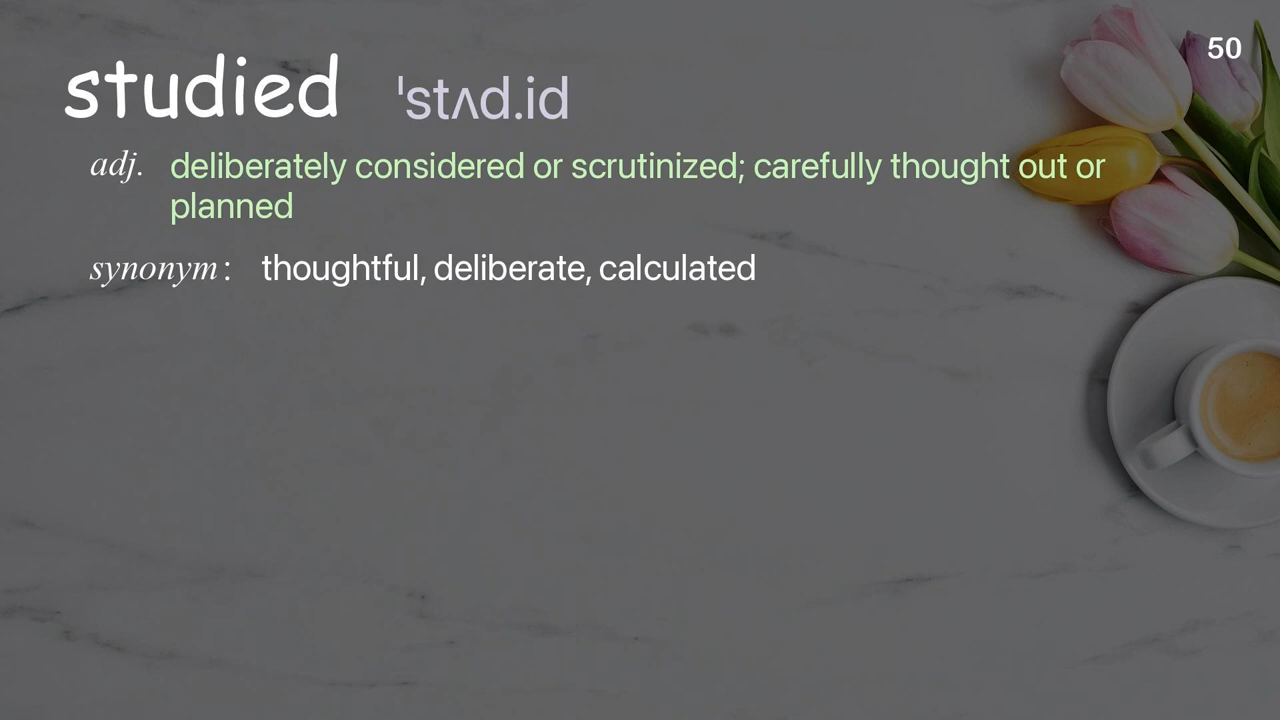 50
studied ˈstʌd.id
adj. deliberately considered or scrutinized; carefully thought out or
planned
synonym: thoughtful, deliberate, calculated